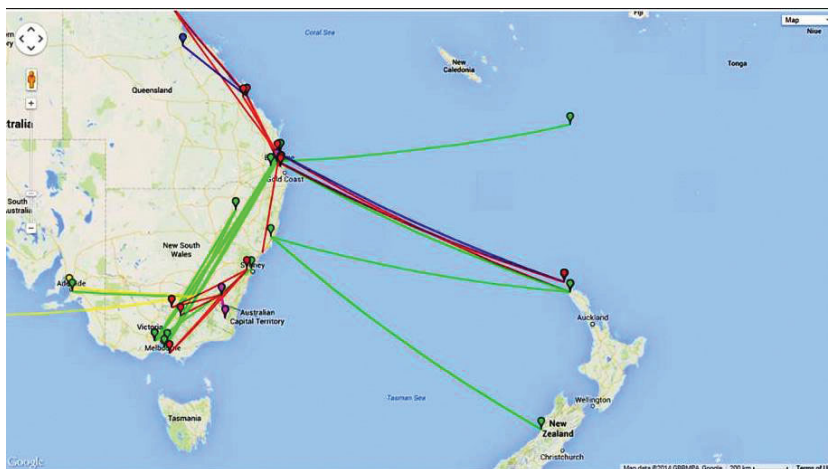 Coral Sea
Fiji
Map
Niue
New
Caledonia
Tonga
Queensland
Gold Coast
South
Australia
New South
Wales
Sydney
Adelaide
Australian
Capital Territory
Victoria
Melbourne
Auckland
Tasman Sea
Wellington
Tasmania
New
Zealand
Christchurch
Google
Map data ©2014 GBRMPA, Google
200 km
Terms of U